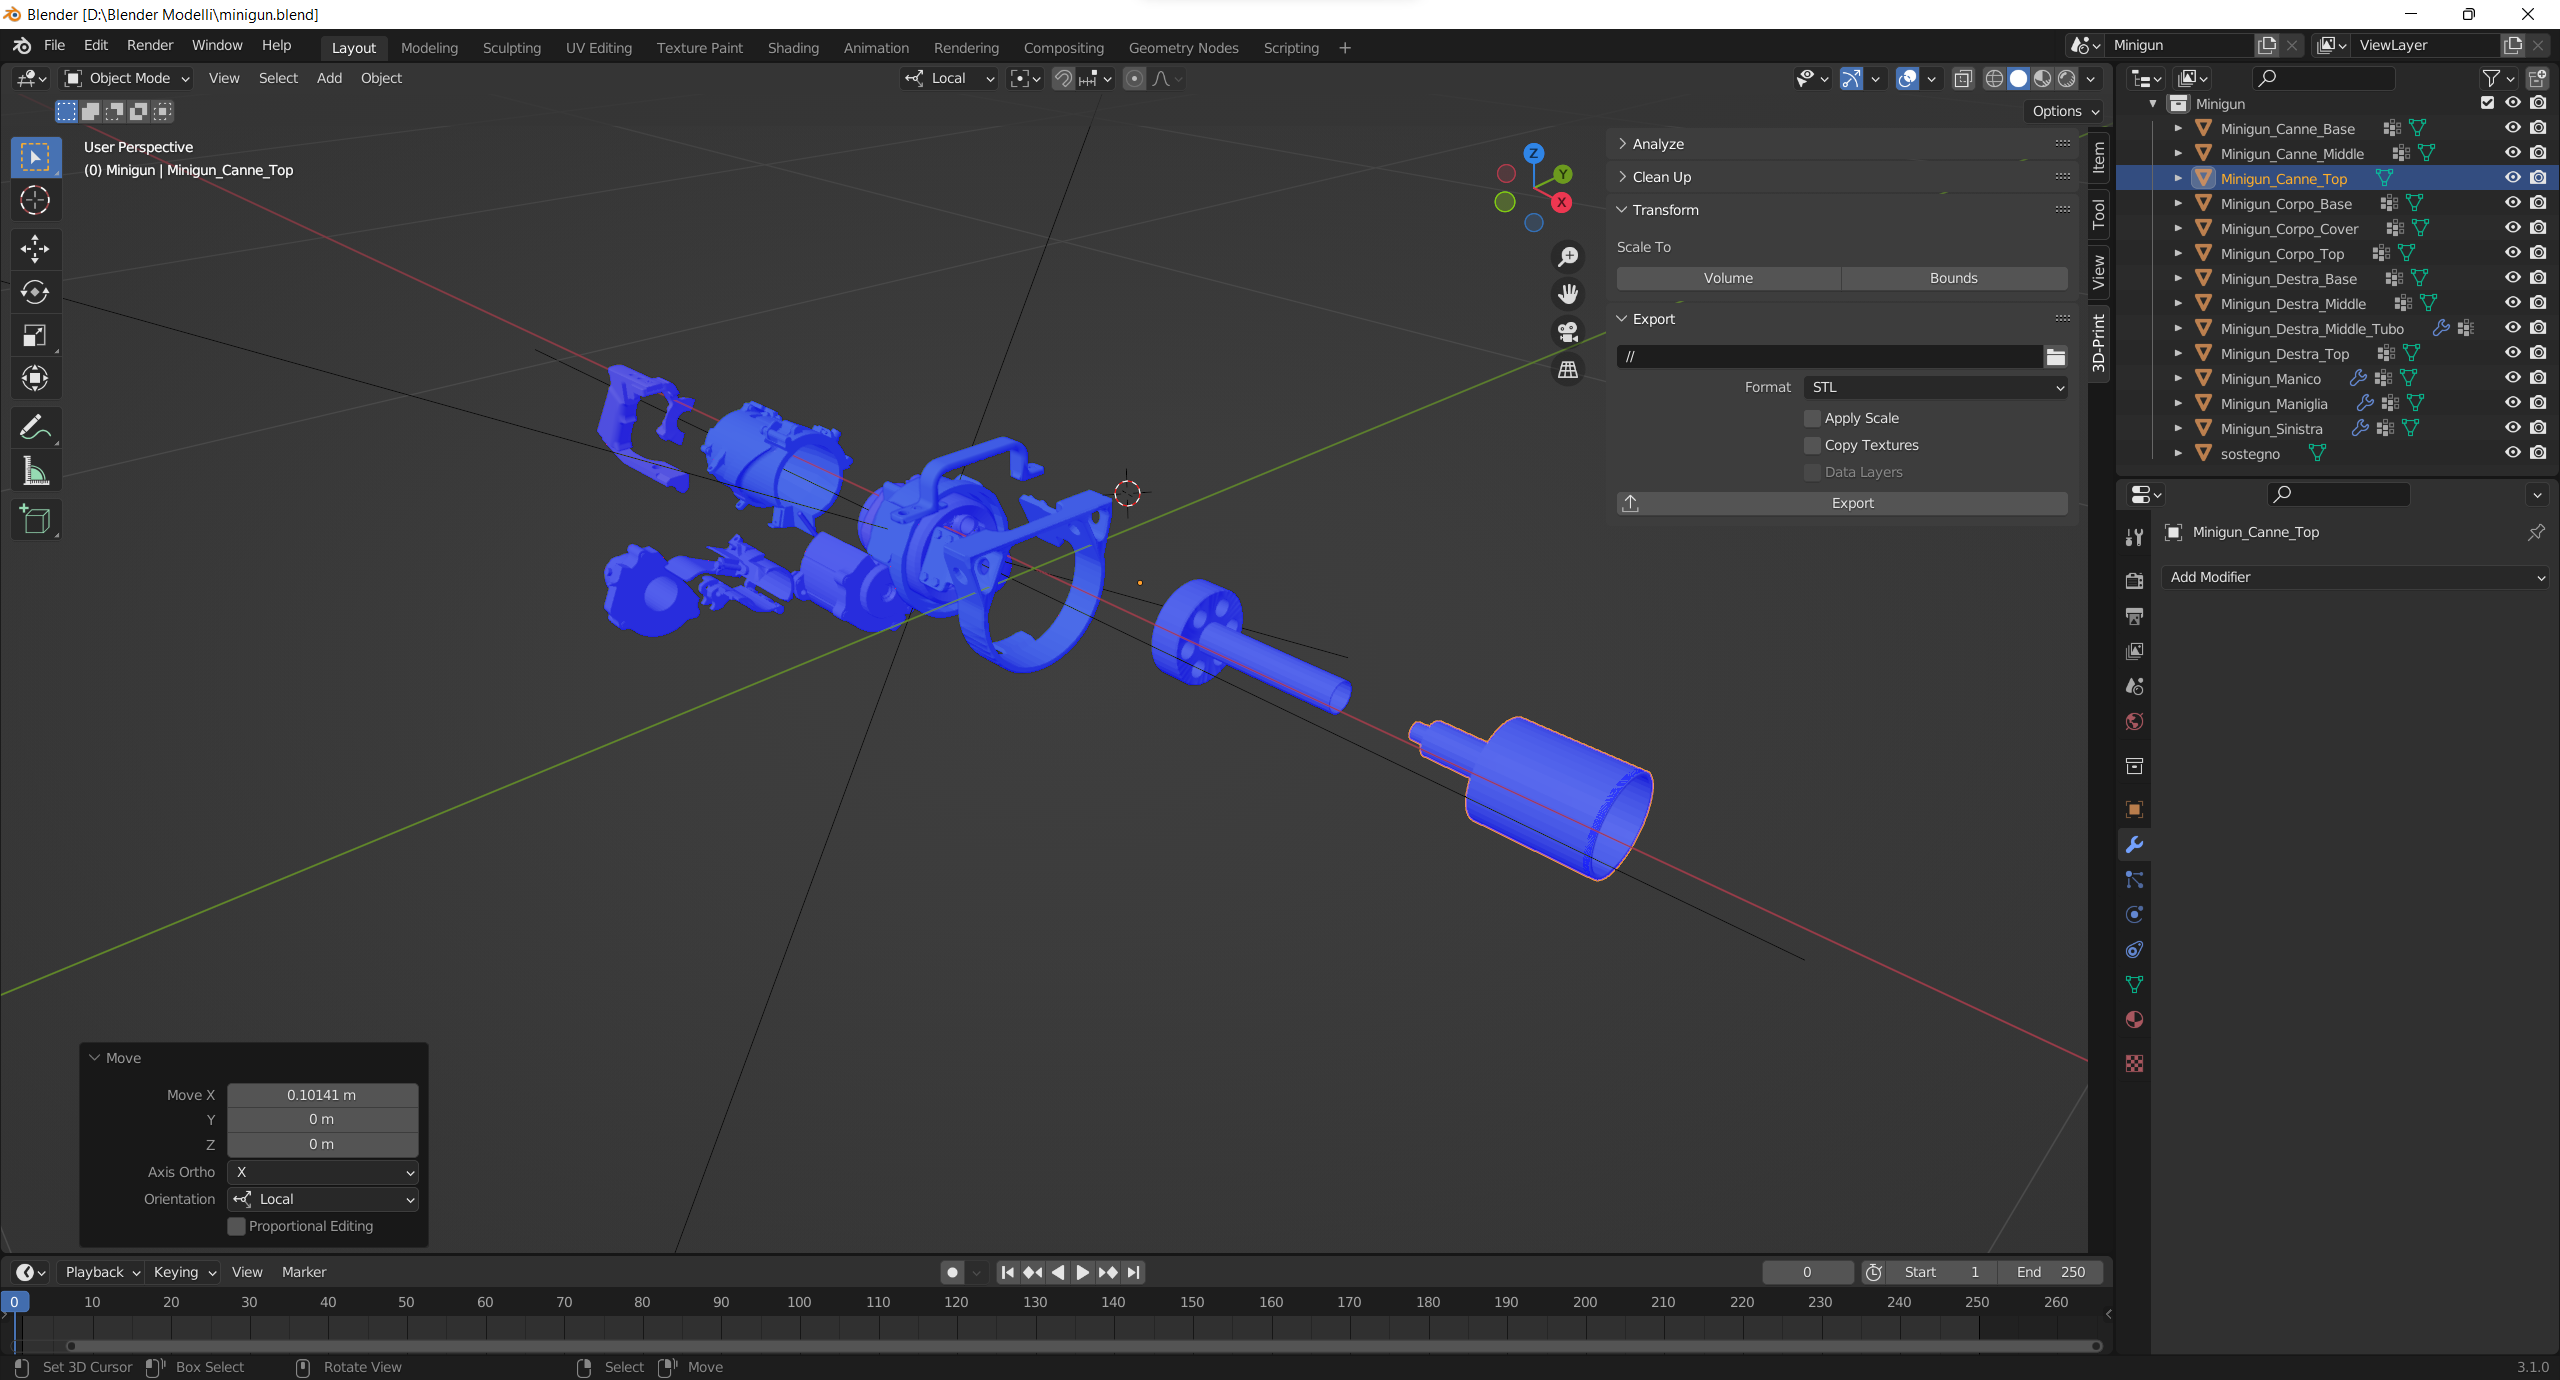 Blender [D:\Blender Modelli\minigun.blend]
File Edit Render Window Help Layout Modeling Sculpting UV Editing Texture Paint Shading Animation Rendering Compositing Geometry Nodes Scripting + Minigun ViewLayer
Object Mode View Select Add Object Local
Options
User Perspective
(0) Minigun | Minigun_Canne_Top
Z
Y
X
Analyze
Clean Up
Transform
Scale To
Volume Bounds
Export
//
Format STL
Apply Scale
Copy Textures
Data Layers
Export
Item
Tool
View
3D-Print
Minigun
Minigun_Canne_Base
Minigun_Canne_Middle
Minigun_Canne_Top
Minigun_Corpo_Base
Minigun_Corpo_Cover
Minigun_Corpo_Top
Minigun_Destra_Base
Minigun_Destra_Middle
Minigun_Destra_Middle_Tubo
Minigun_Destra_Top
Minigun_Manico
Minigun_Maniglia
Minigun_Sinistra
sostegno
Minigun_Canne_Top
Add Modifier
Move
Move X 0.10141 m
Y 0 m
Z 0 m
Axis Ortho X
Orientation Local
Proportional Editing
Playback Keying View Marker 0 Start 1 End 250
0 10 20 30 40 50 60 70 80 90 100 110 120 130 140 150 160 170 180 190 200 210 220 230 240 250 260
Set 3D Cursor Box Select Rotate View Select Move 3.1.0